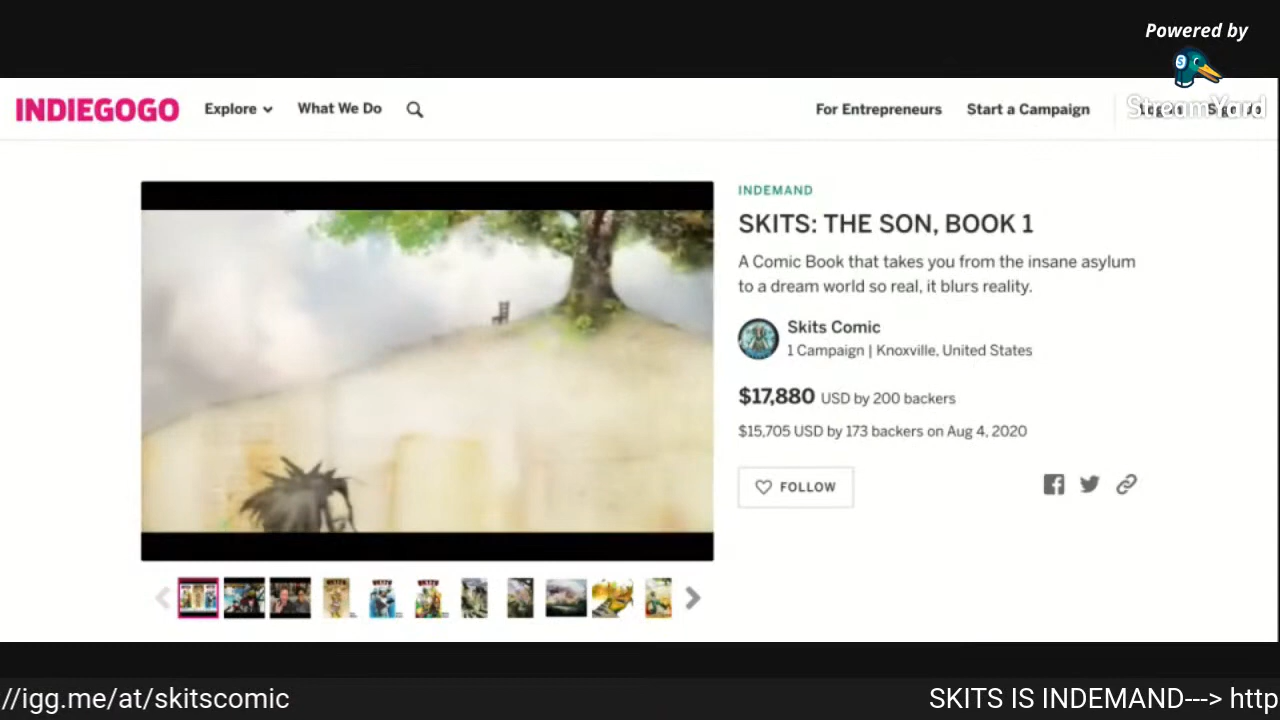 Powered by
StreamYard
INDIEGOGO Explore What We Do For Entrepreneurs Start a Campaign
INDEMAND
SKITS: THE SON, BOOK 1
A Comic Book that takes you from the insane asylum
to a dream world so real, it blurs reality.
Skits Comic
1 Campaign | Knoxville, United States
$17,880 USD by 200 backers
$15,705 USD by 173 backers on Aug 4, 2020
FOLLOW
//igg.me/at/skitscomic SKITS IS INDEMAND---> http